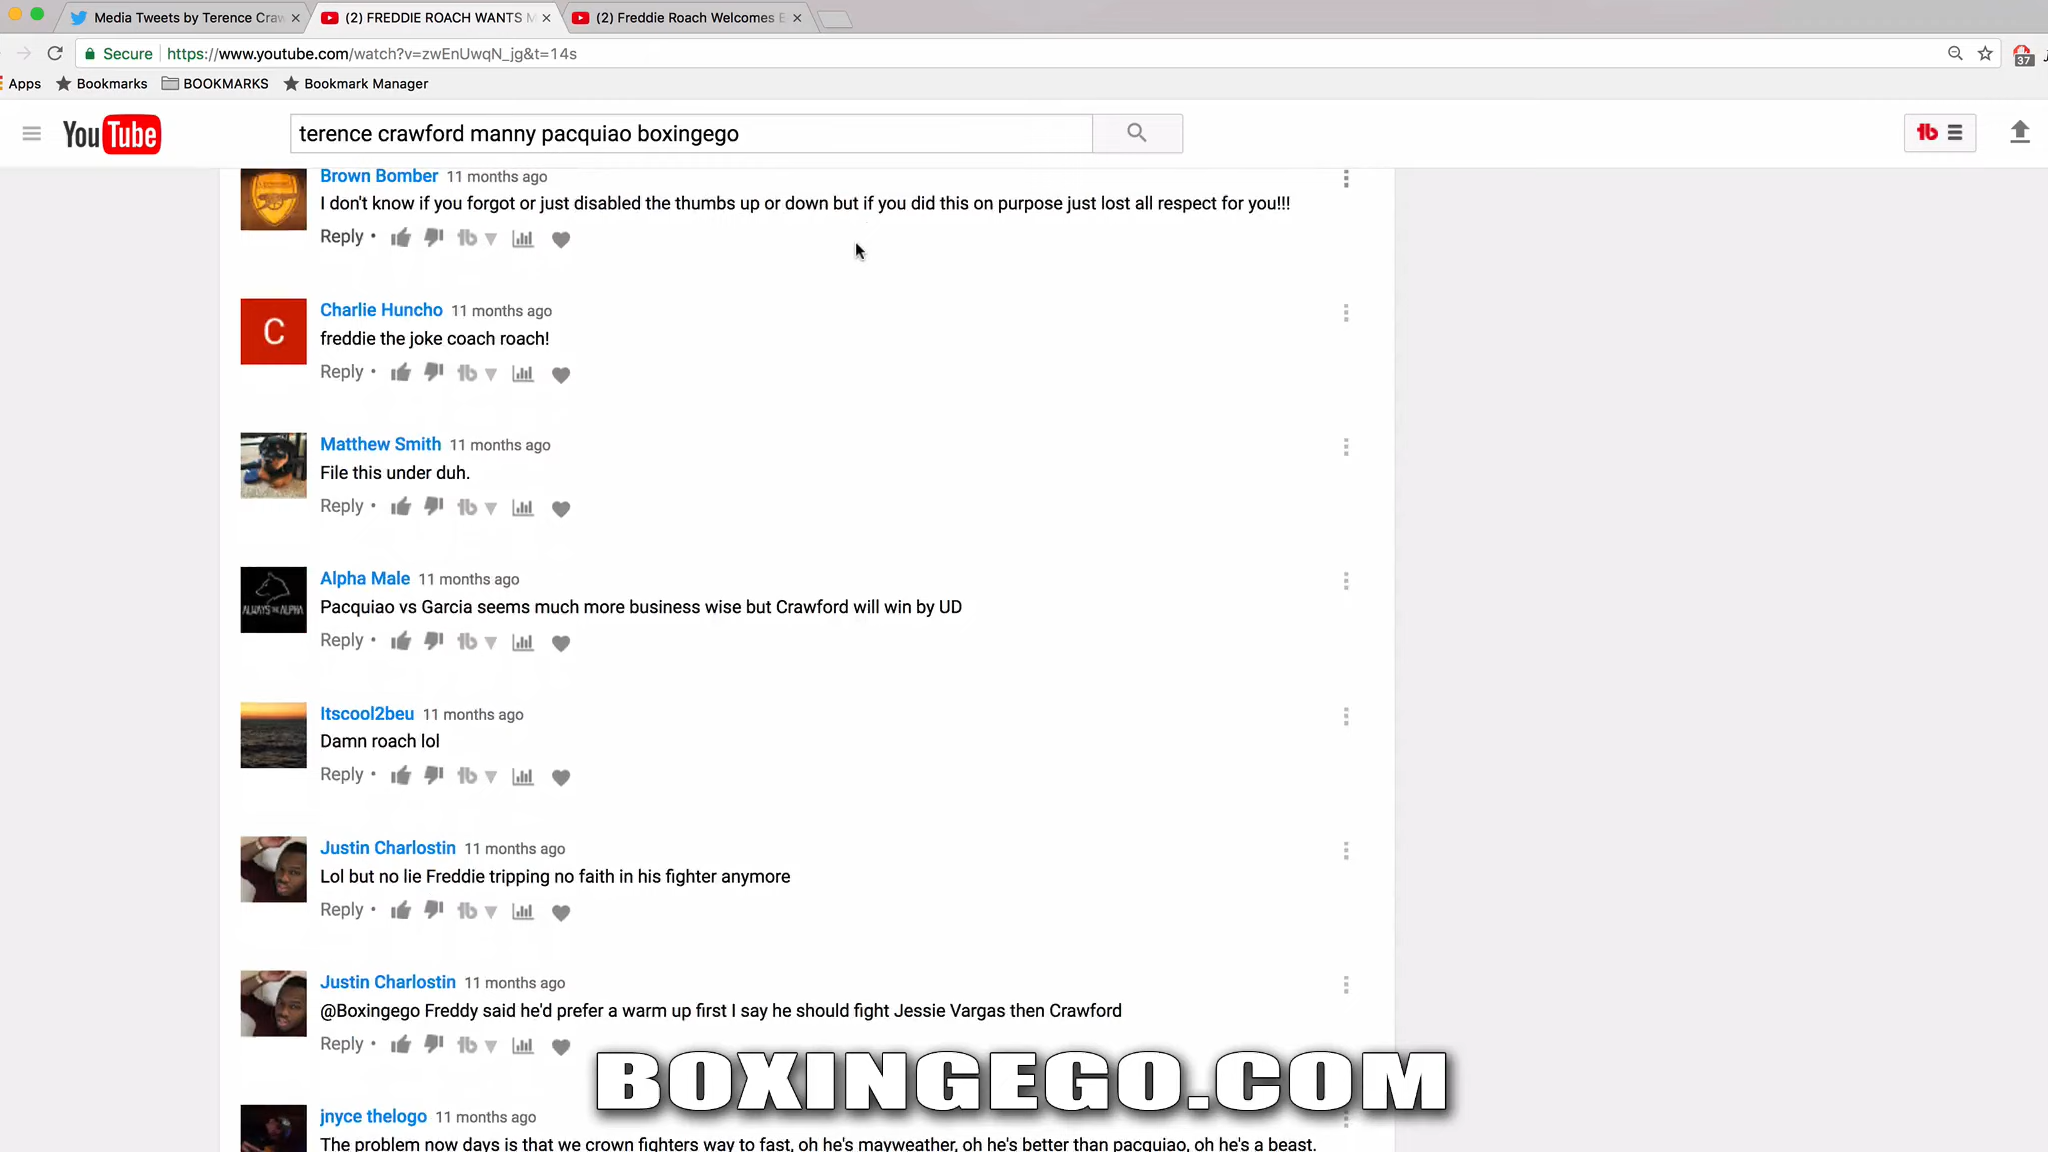 Media Tweets by Terence Craw
(2) FREDDIE ROACH WANTS M
(2) Freddie Roach Welcomes B
Secure https://www.youtube.com/watch?v=zwEnUwqN_jg&t=14s
37
Apps Bookmarks BOOKMARKS Bookmark Manager
YouTube
terence crawford manny pacquiao boxingego
Brown Bomber 11 months ago
I don't know if you forgot or just disabled the thumbs up or down but if you did this on purpose just lost all respect for you!!!
Reply •
C
Charlie Huncho 11 months ago
freddie the joke coach roach!
Reply •
Matthew Smith 11 months ago
File this under duh.
Reply •
ALWAYS THE ALPHA
Alpha Male 11 months ago
Pacquiao vs Garcia seems much more business wise but Crawford will win by UD
Reply •
Itscool2beu 11 months ago
Damn roach lol
Reply •
Justin Charlostin 11 months ago
Lol but no lie Freddie tripping no faith in his fighter anymore
Reply •
Justin Charlostin 11 months ago
@Boxingego Freddy said he'd prefer a warm up first I say he should fight Jessie Vargas then Crawford
Reply •
BOXINGEGO.COM
jnyce thelogo 11 months ago
The problem now days is that we crown fighters way to fast, oh he's mayweather, oh he's better than pacquiao, oh he's a beast.